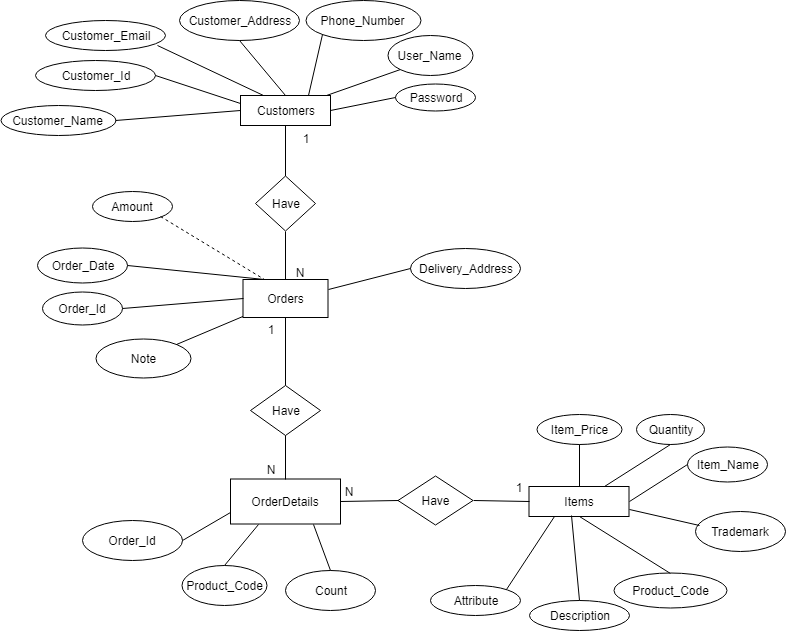 Customer_Address
Phone_Number
Customer_Email
User_Name
Customer_Id
Password
Customers
Customer_Name
1
Have
Amount
Order_Date
Delivery_Address
N
Orders
Order_Id
1
Note
Have
Item_Price
Quantity
Item_Name
N
N
1
OrderDetails
Have
Items
Trademark
Order_Id
Product_Code
Count
Attribute
Product_Code
Description